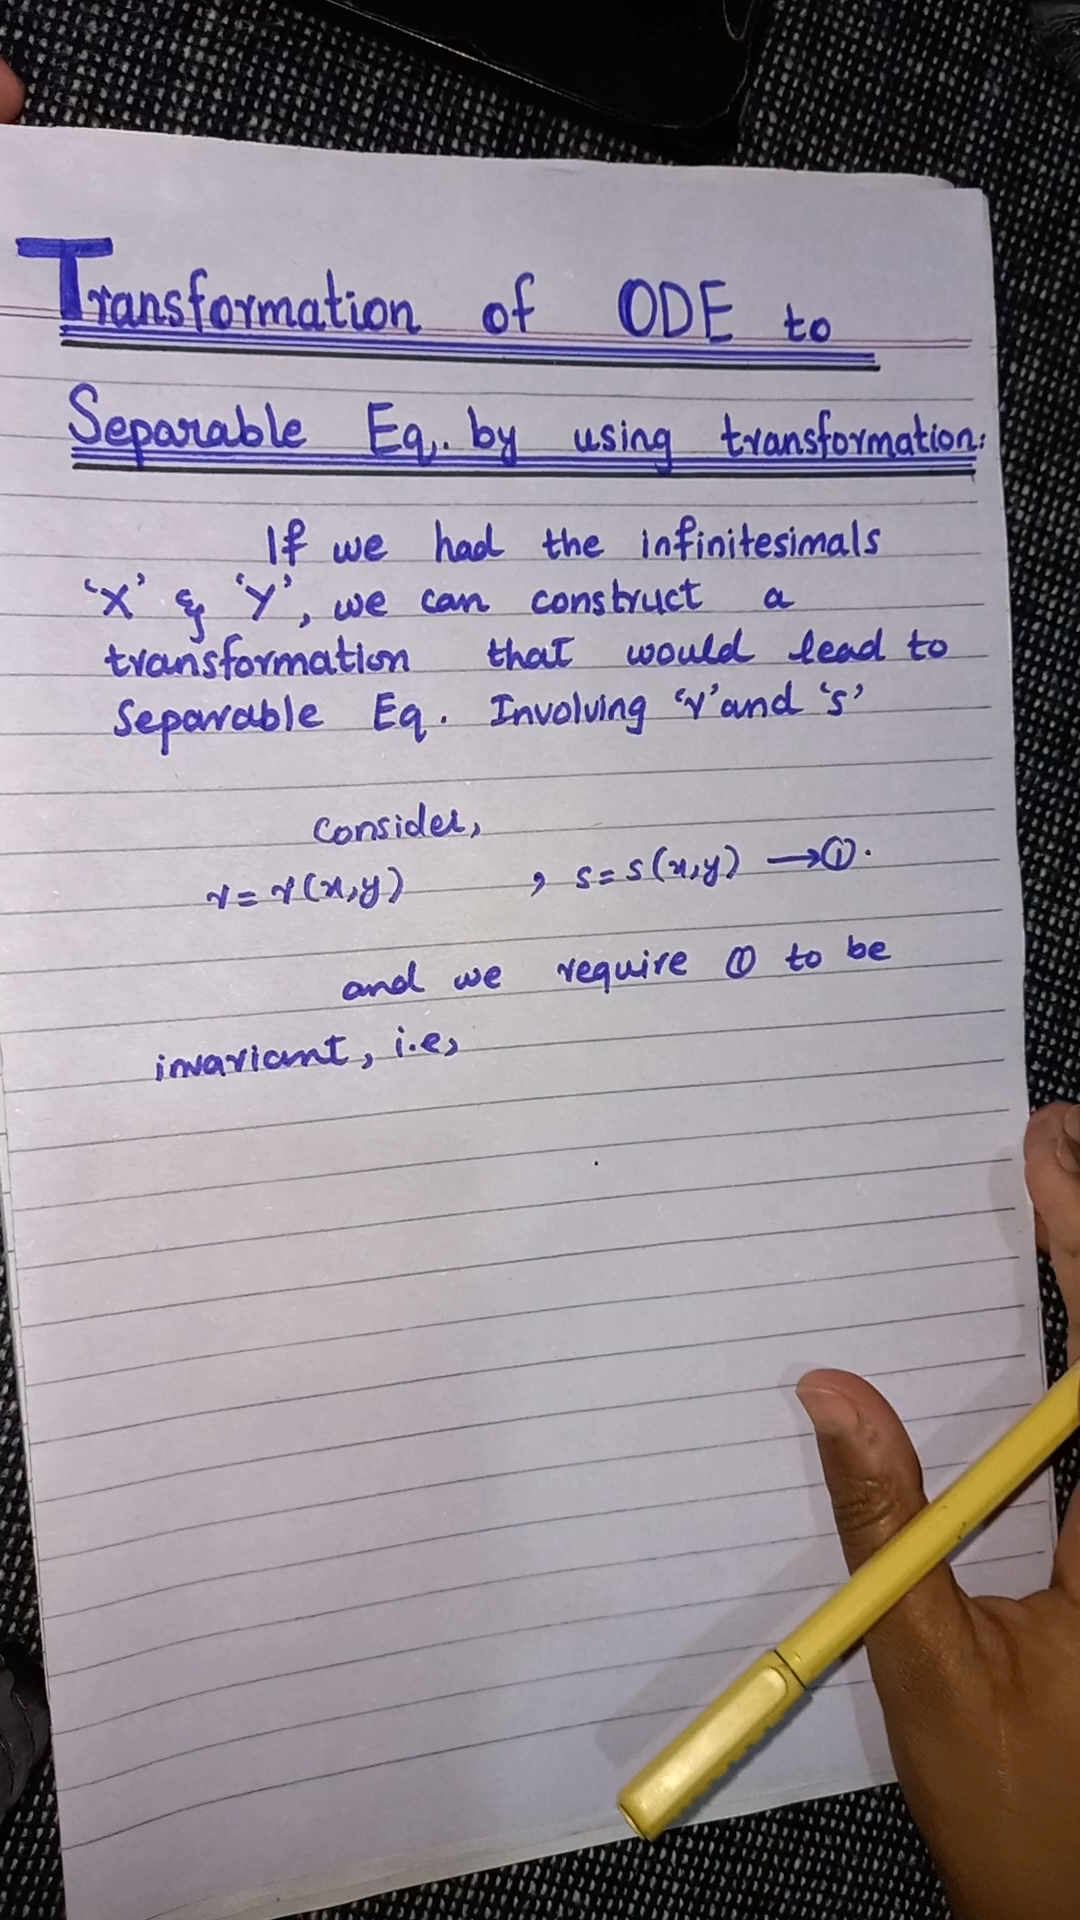 Transformation of ODE to
Separable Eq,. by using transformation:
If we had the infinitesimals
'X' & 'Y', we can construct a
transformation that would lead to
Separable Eq. Involving 'r' and 's'
Consider,
r = r(x,y) , s = s(x,y) → ①.
and we require ① to be
invariant, i.e,